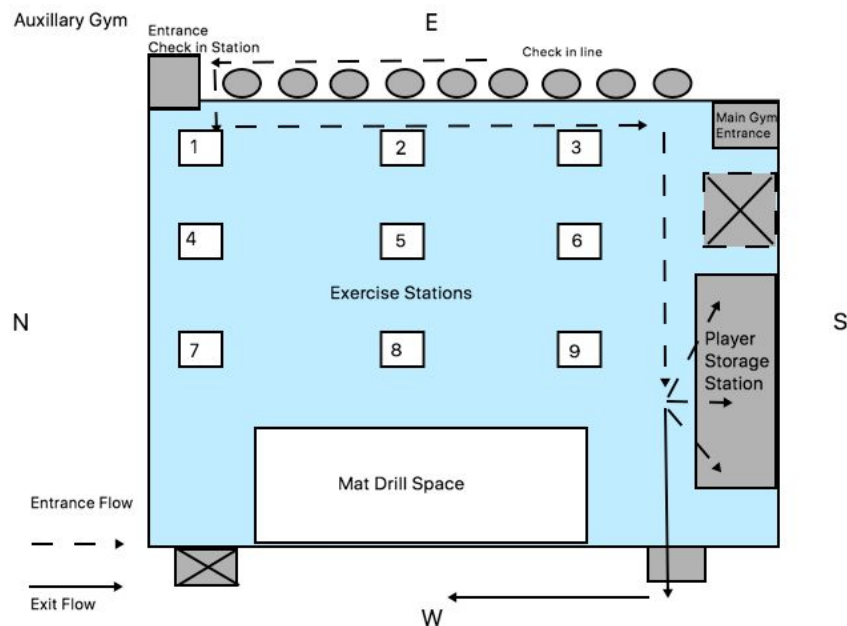 Auxillary Gym
E
Entrance
Check in Station
Check in line
Main Gym
Entrance
1
2
3
4
5
6
Exercise Stations
N
S
7
8
9
Player
Storage
Station
Mat Drill Space
Entrance Flow
Exit Flow
W